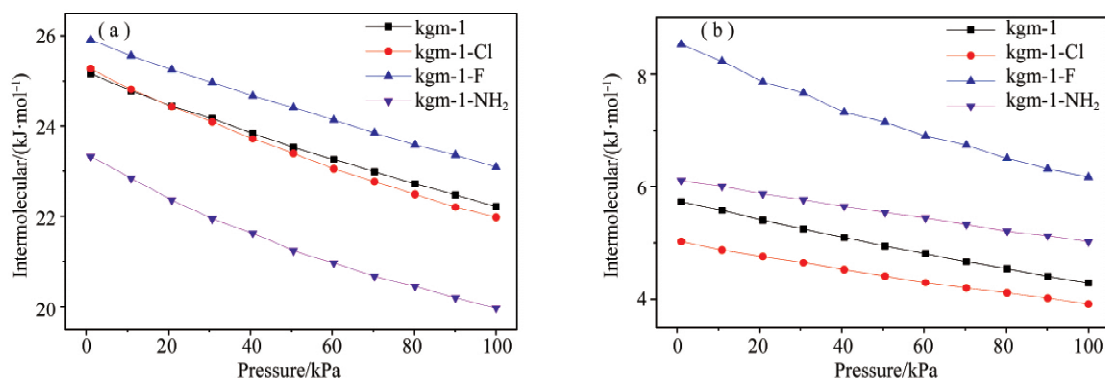 ( a )
kgm-1
kgm-1-Cl
kgm-1-F
kgm-1-NH₂
26
24
22
20
Intermolecular/(kJ·mol⁻¹)
0 20 40 60 80 100
Pressure/kPa
( b )
kgm-1
kgm-1-Cl
kgm-1-F
kgm-1-NH₂
8
6
4
Intermolecular/(kJ·mol⁻¹)
0 20 40 60 80 100
Pressure/kPa